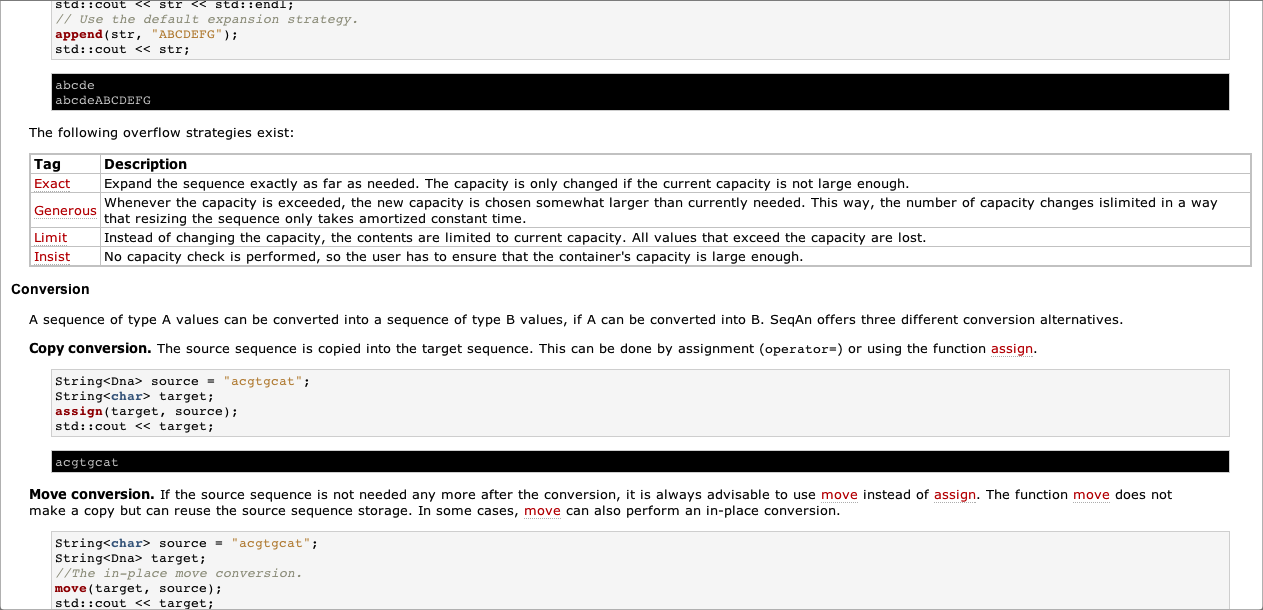 std::cout << str << std::endl;
// Use the default expansion strategy.
append(str, "ABCDEFG");
std::cout << str;
abcde
abcdeABCDEFG
The following overflow strategies exist:
Tag Description
Exact Expand the sequence exactly as far as needed. The capacity is only changed if the current capacity is not large enough.
Generous Whenever the capacity is exceeded, the new capacity is chosen somewhat larger than currently needed. This way, the number of capacity changes islimited in a way
that resizing the sequence only takes amortized constant time.
Limit Instead of changing the capacity, the contents are limited to current capacity. All values that exceed the capacity are lost.
Insist No capacity check is performed, so the user has to ensure that the container's capacity is large enough.
Conversion
A sequence of type A values can be converted into a sequence of type B values, if A can be converted into B. SeqAn offers three different conversion alternatives.
Copy conversion. The source sequence is copied into the target sequence. This can be done by assignment (operator=) or using the function assign.
String<Dna> source = "acgtgcat";
String<char> target;
assign(target, source);
std::cout << target;
acgtgcat
Move conversion. If the source sequence is not needed any more after the conversion, it is always advisable to use move instead of assign. The function move does not
make a copy but can reuse the source sequence storage. In some cases, move can also perform an in-place conversion.
String<char> source = "acgtgcat";
String<Dna> target;
//The in-place move conversion.
move(target, source);
std::cout << target;